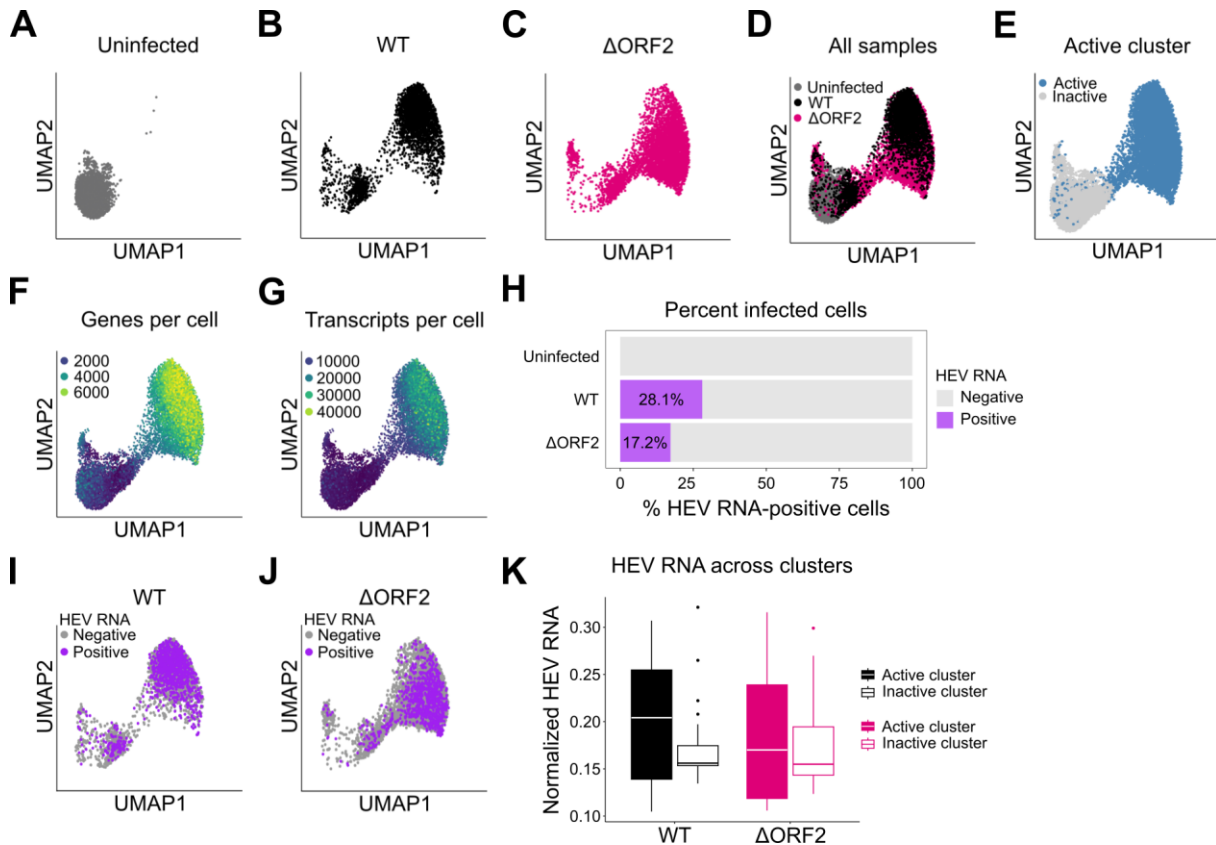 A
Uninfected
UMAP2
UMAP1
B
WT
UMAP2
UMAP1
C
ΔORF2
UMAP2
UMAP1
D
All samples
Uninfected
WT
ΔORF2
UMAP2
UMAP1
E
Active cluster
Active
Inactive
UMAP2
UMAP1
F
Genes per cell
2000
4000
6000
UMAP2
UMAP1
G
Transcripts per cell
10000
20000
30000
40000
UMAP2
UMAP1
H
Percent infected cells
Uninfected
WT
28.1%
ΔORF2
17.2%
0 25 50 75 100
% HEV RNA-positive cells
HEV RNA
Negative
Positive
I
WT
HEV RNA
Negative
Positive
UMAP2
UMAP1
J
ΔORF2
HEV RNA
Negative
Positive
UMAP2
UMAP1
K
HEV RNA across clusters
Normalized HEV RNA
0.30
0.25
0.20
0.15
0.10
WT ΔORF2
Active cluster
Inactive cluster
Active cluster
Inactive cluster